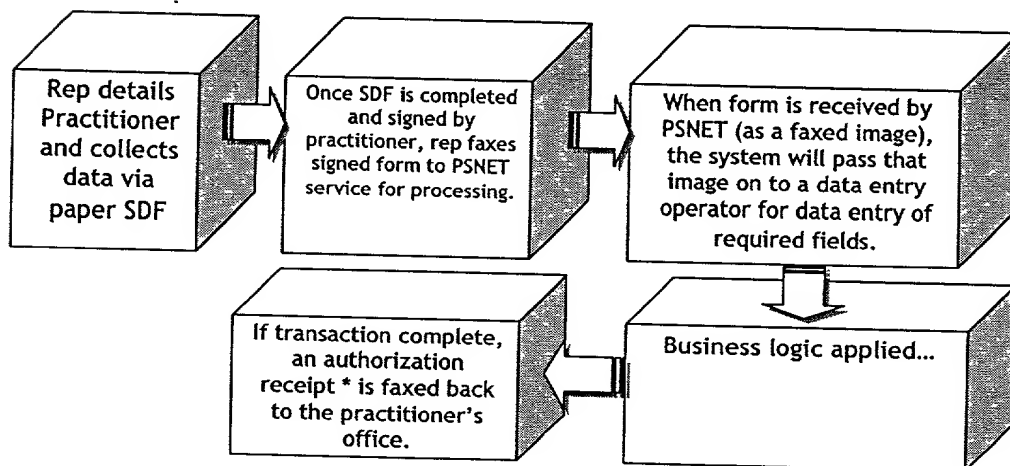 Rep details
Practitioner
and collects
data via
paper SDF
Once SDF is completed
and signed by
practitioner, rep faxes
signed form to PSNET
service for processing.
When form is received by
PSNET (as a faxed image),
the system will pass that
image on to a data entry
operator for data entry of
required fields.
Business logic applied...
If transaction complete,
an authorization
receipt * is faxed back
to the practitioner's
office.